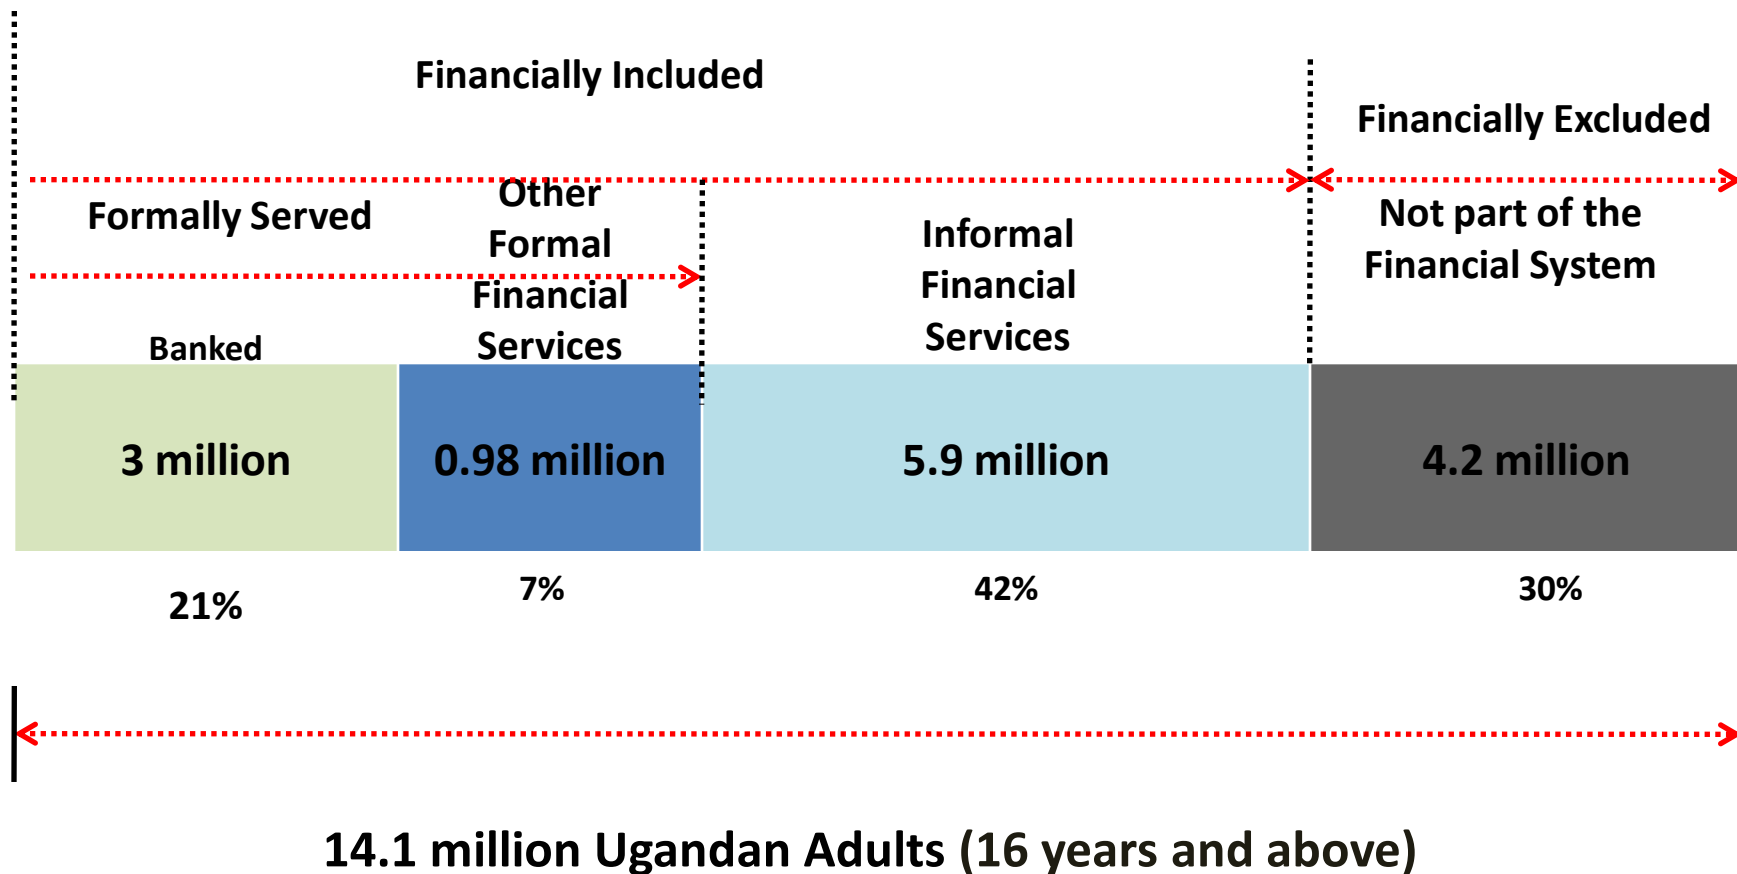 Financially Included
Financially Excluded
Formally Served
Other
Formal
Financial
Services
Informal
Financial
Services
Not part of the
Financial System
Banked
3 million
0.98 million
5.9 million
4.2 million
21%
7%
42%
30%
14.1 million Ugandan Adults (16 years and above)